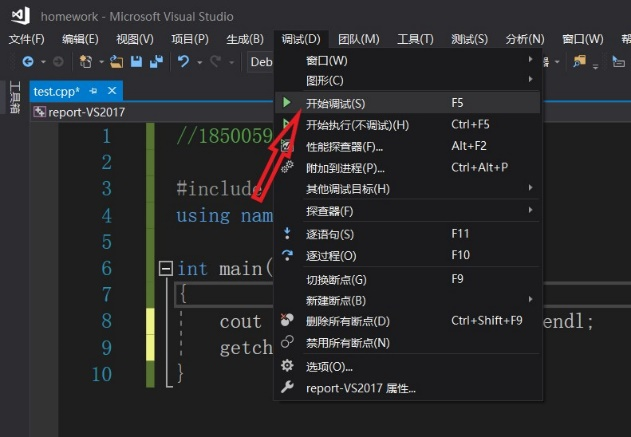 homework - Microsoft Visual Studio
文件(F) 编辑(E) 视图(V) 项目(P) 生成(B) 调试(D) 团队(M) 工具(T) 测试(S) 分析(N) 窗口(W) 帮
Deb
工具箱
test.cpp*
report-VS2017
窗口(W)
图形(C)
开始调试(S) F5
开始执行(不调试)(H) Ctrl+F5
性能探查器(F)... Alt+F2
附加到进程(P)... Ctrl+Alt+P
其他调试目标(H)
探查器(F)
逐语句(S) F11
逐过程(O) F10
切换断点(G) F9
新建断点(B)
删除所有断点(D) Ctrl+Shift+F9
禁用所有断点(N)
选项(O)...
report-VS2017 属性...
1 //1850059
2
3 #include
4 using nam
5
6 int main(
7 {
8 cout endl;
9 getch
10 }